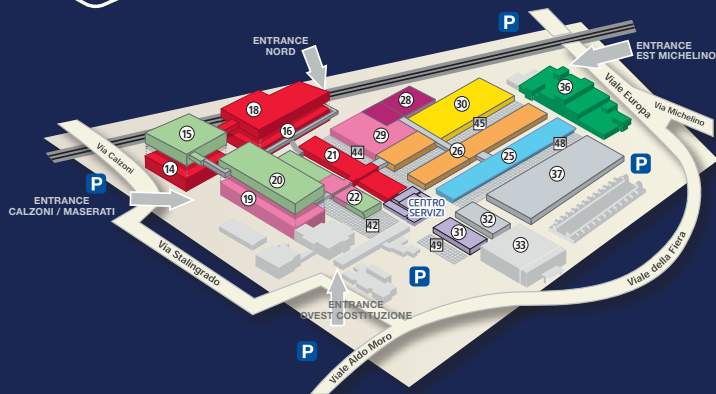 P
ENTRANCE
NORD
ENTRANCE
EST MICHELINO
Viale Europa
Via Michelino
36
28
18
30
15
16
29
45
21
44
26
25
48
14
20
37
P
Via Calzoni
P
ENTRANCE
CALZONI / MASERATI
19
22
CENTRO
SERVIZI
42
32
31
49
33
Via Stalingrado
P
Viale della Fiera
ENTRANCE
OVEST COSTITUZIONE
P
Viale Aldo Moro